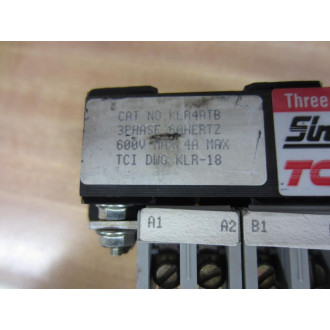 CAT NO. KLR4ATB
3PHASE 60HERTZ
600V MAX 4A MAX
TCI DWG KLR-18
Three
TC
A1 A2 B1